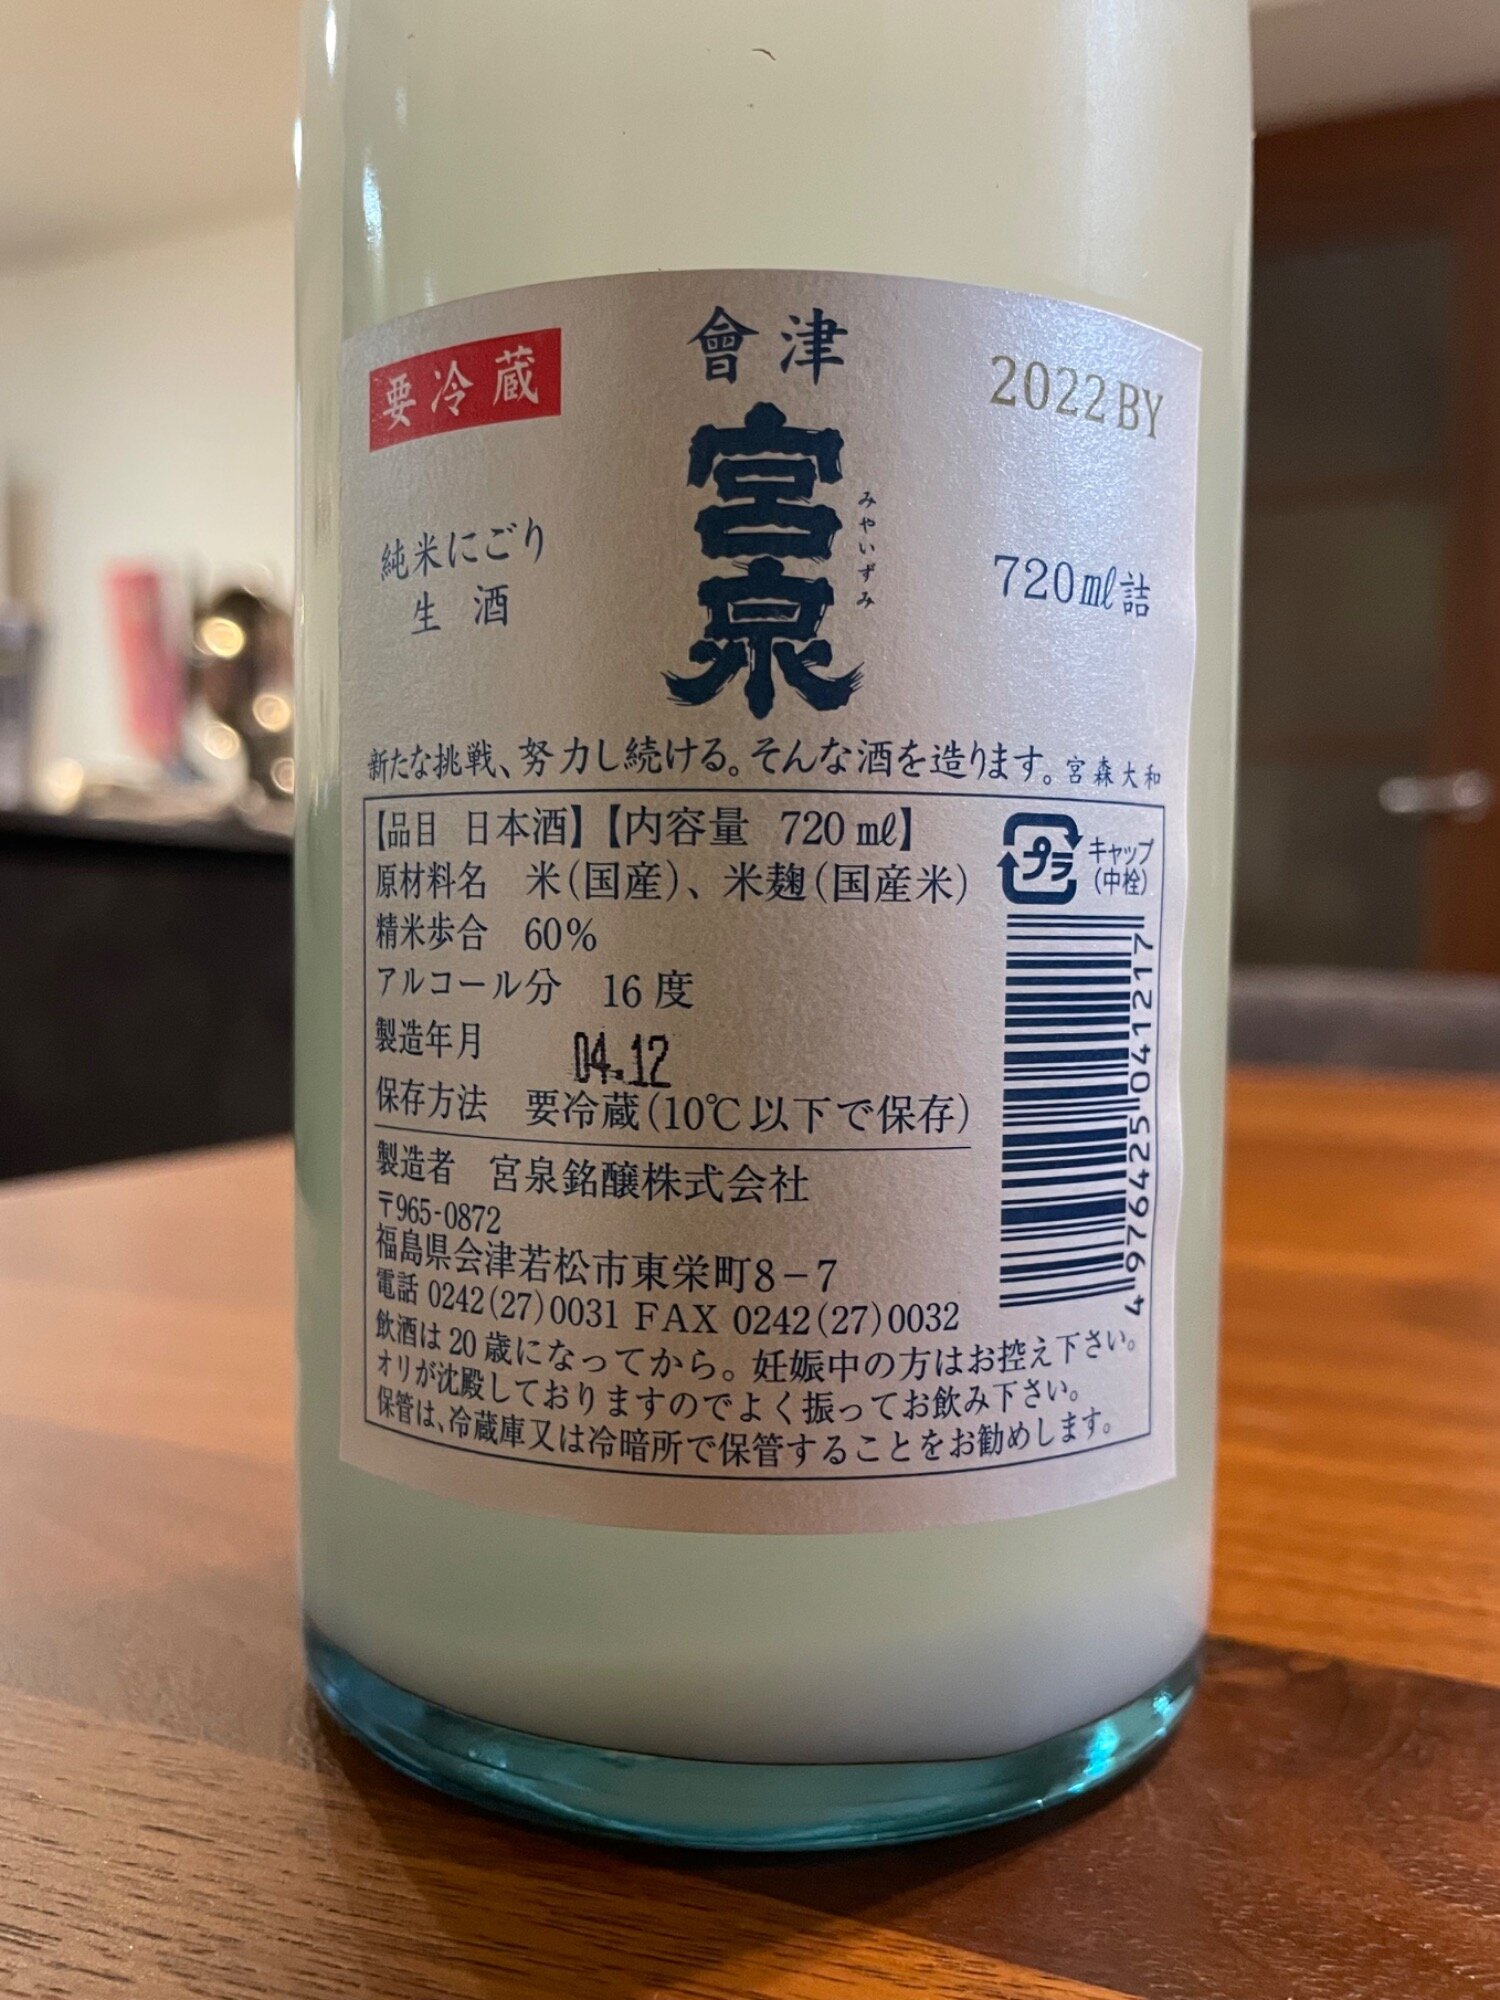 要冷蔵
會津
2022BY
宮泉
みやいずみ
純米にごり
生酒
720㎖詰
新たな挑戦、努力し続ける。そんな酒を造ります。宮森大和
【品目 日本酒】【内容量 720㎖】
原材料名 米(国産)、米麹(国産米)
精米歩合 60%
アルコール分 16度
製造年月 04.12
保存方法 要冷蔵(10℃以下で保存)
プラ
キャップ
(中栓)
4976425041217
製造者 宮泉銘醸株式会社
〒965-0872
福島県会津若松市東栄町8-7
電話 0242(27)0031 FAX 0242(27)0032
飲酒は20歳になってから。妊娠中の方はお控え下さい。
オリが沈殿しておりますのでよく振ってお飲み下さい。
保管は、冷蔵庫又は冷暗所で保管することをお勧めします。